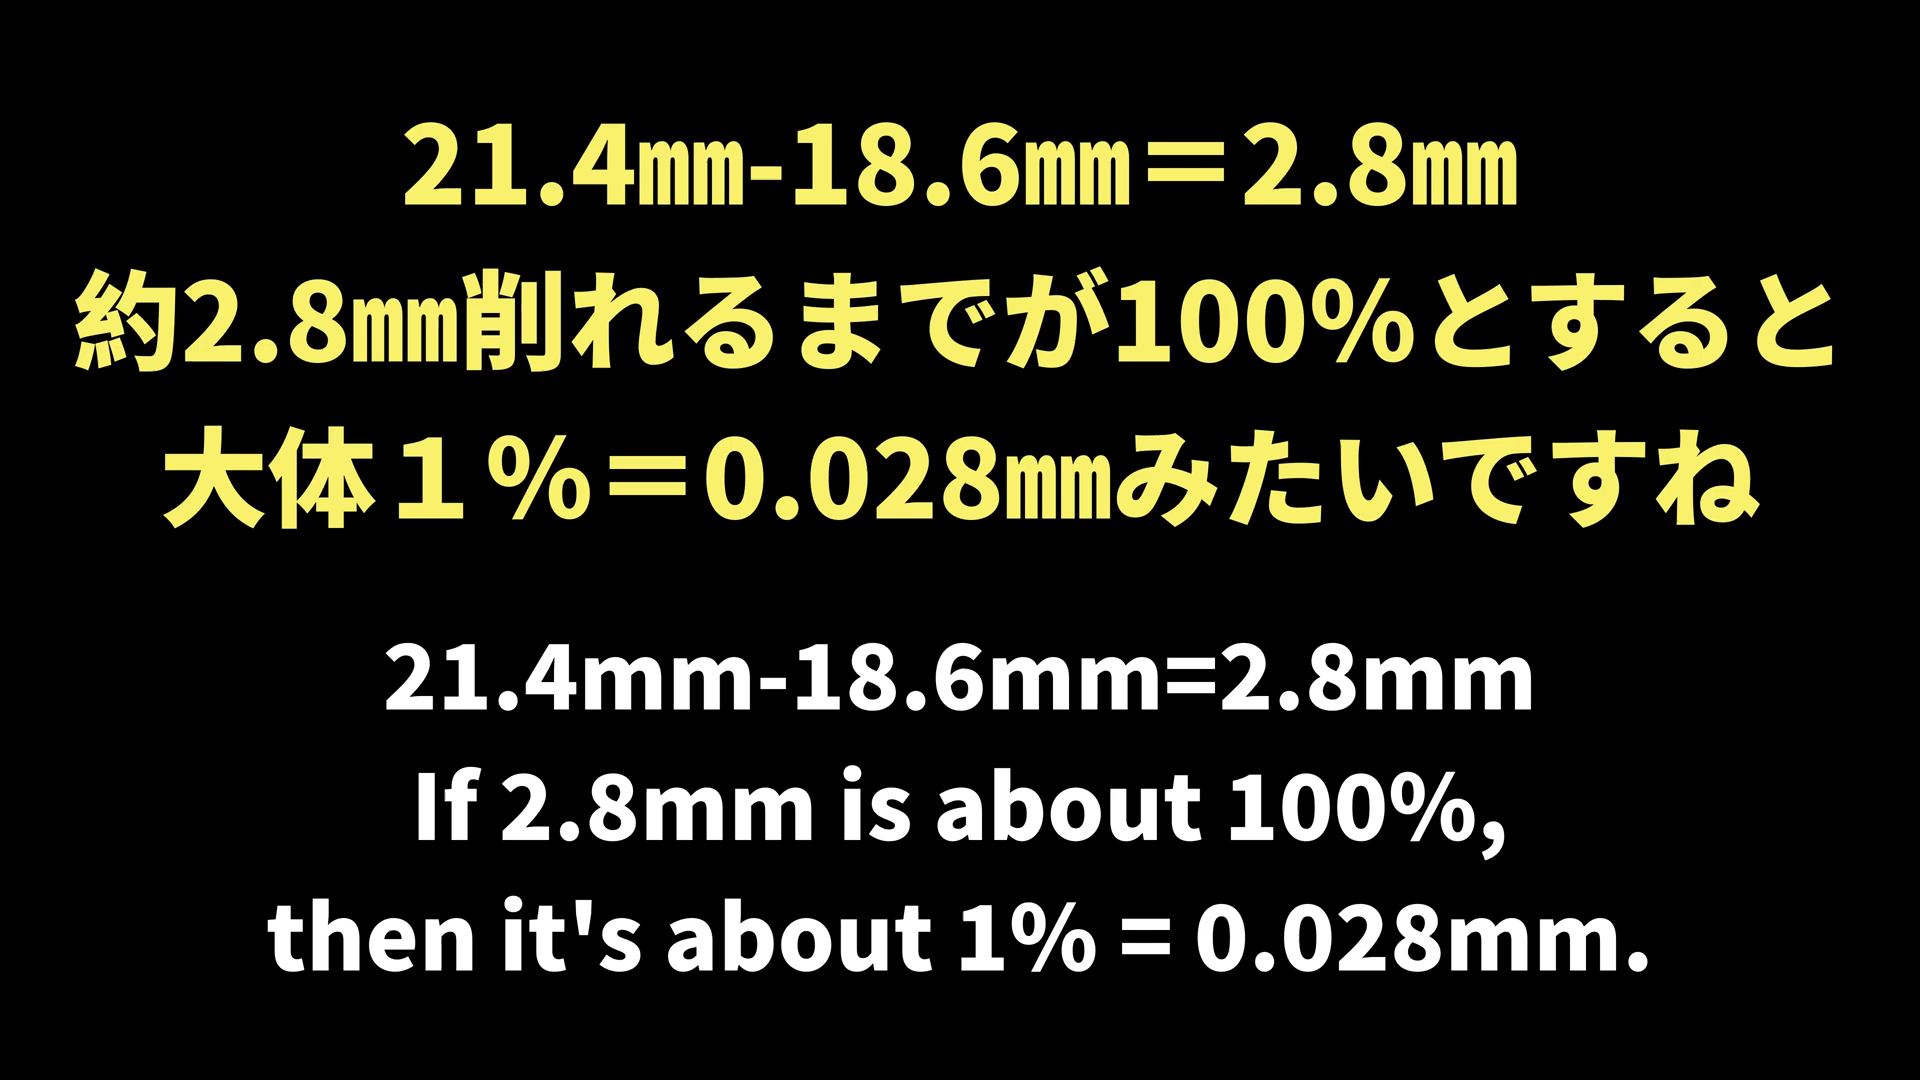 21.4㎜-18.6㎜＝2.8㎜
約2.8㎜削れるまでが100%とすると
大体１％＝0.028㎜みたいですね
21.4mm-18.6mm=2.8mm
If 2.8mm is about 100%,
then it's about 1% = 0.028mm.